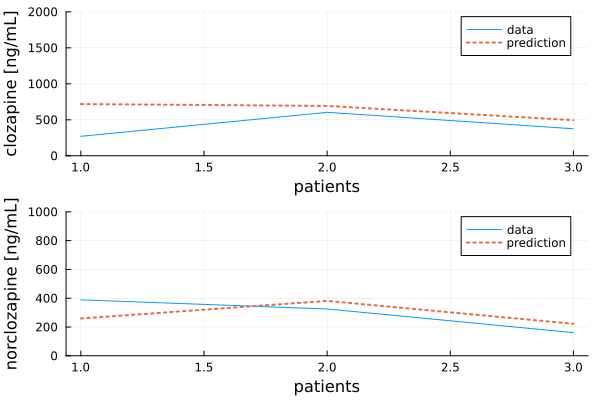 clozapine [ng/mL]
2000
1500
1000
500
0
data
prediction
1.0 1.5 2.0 2.5 3.0
patients
norclozapine [ng/mL]
1000
800
600
400
200
0
data
prediction
1.0 1.5 2.0 2.5 3.0
patients